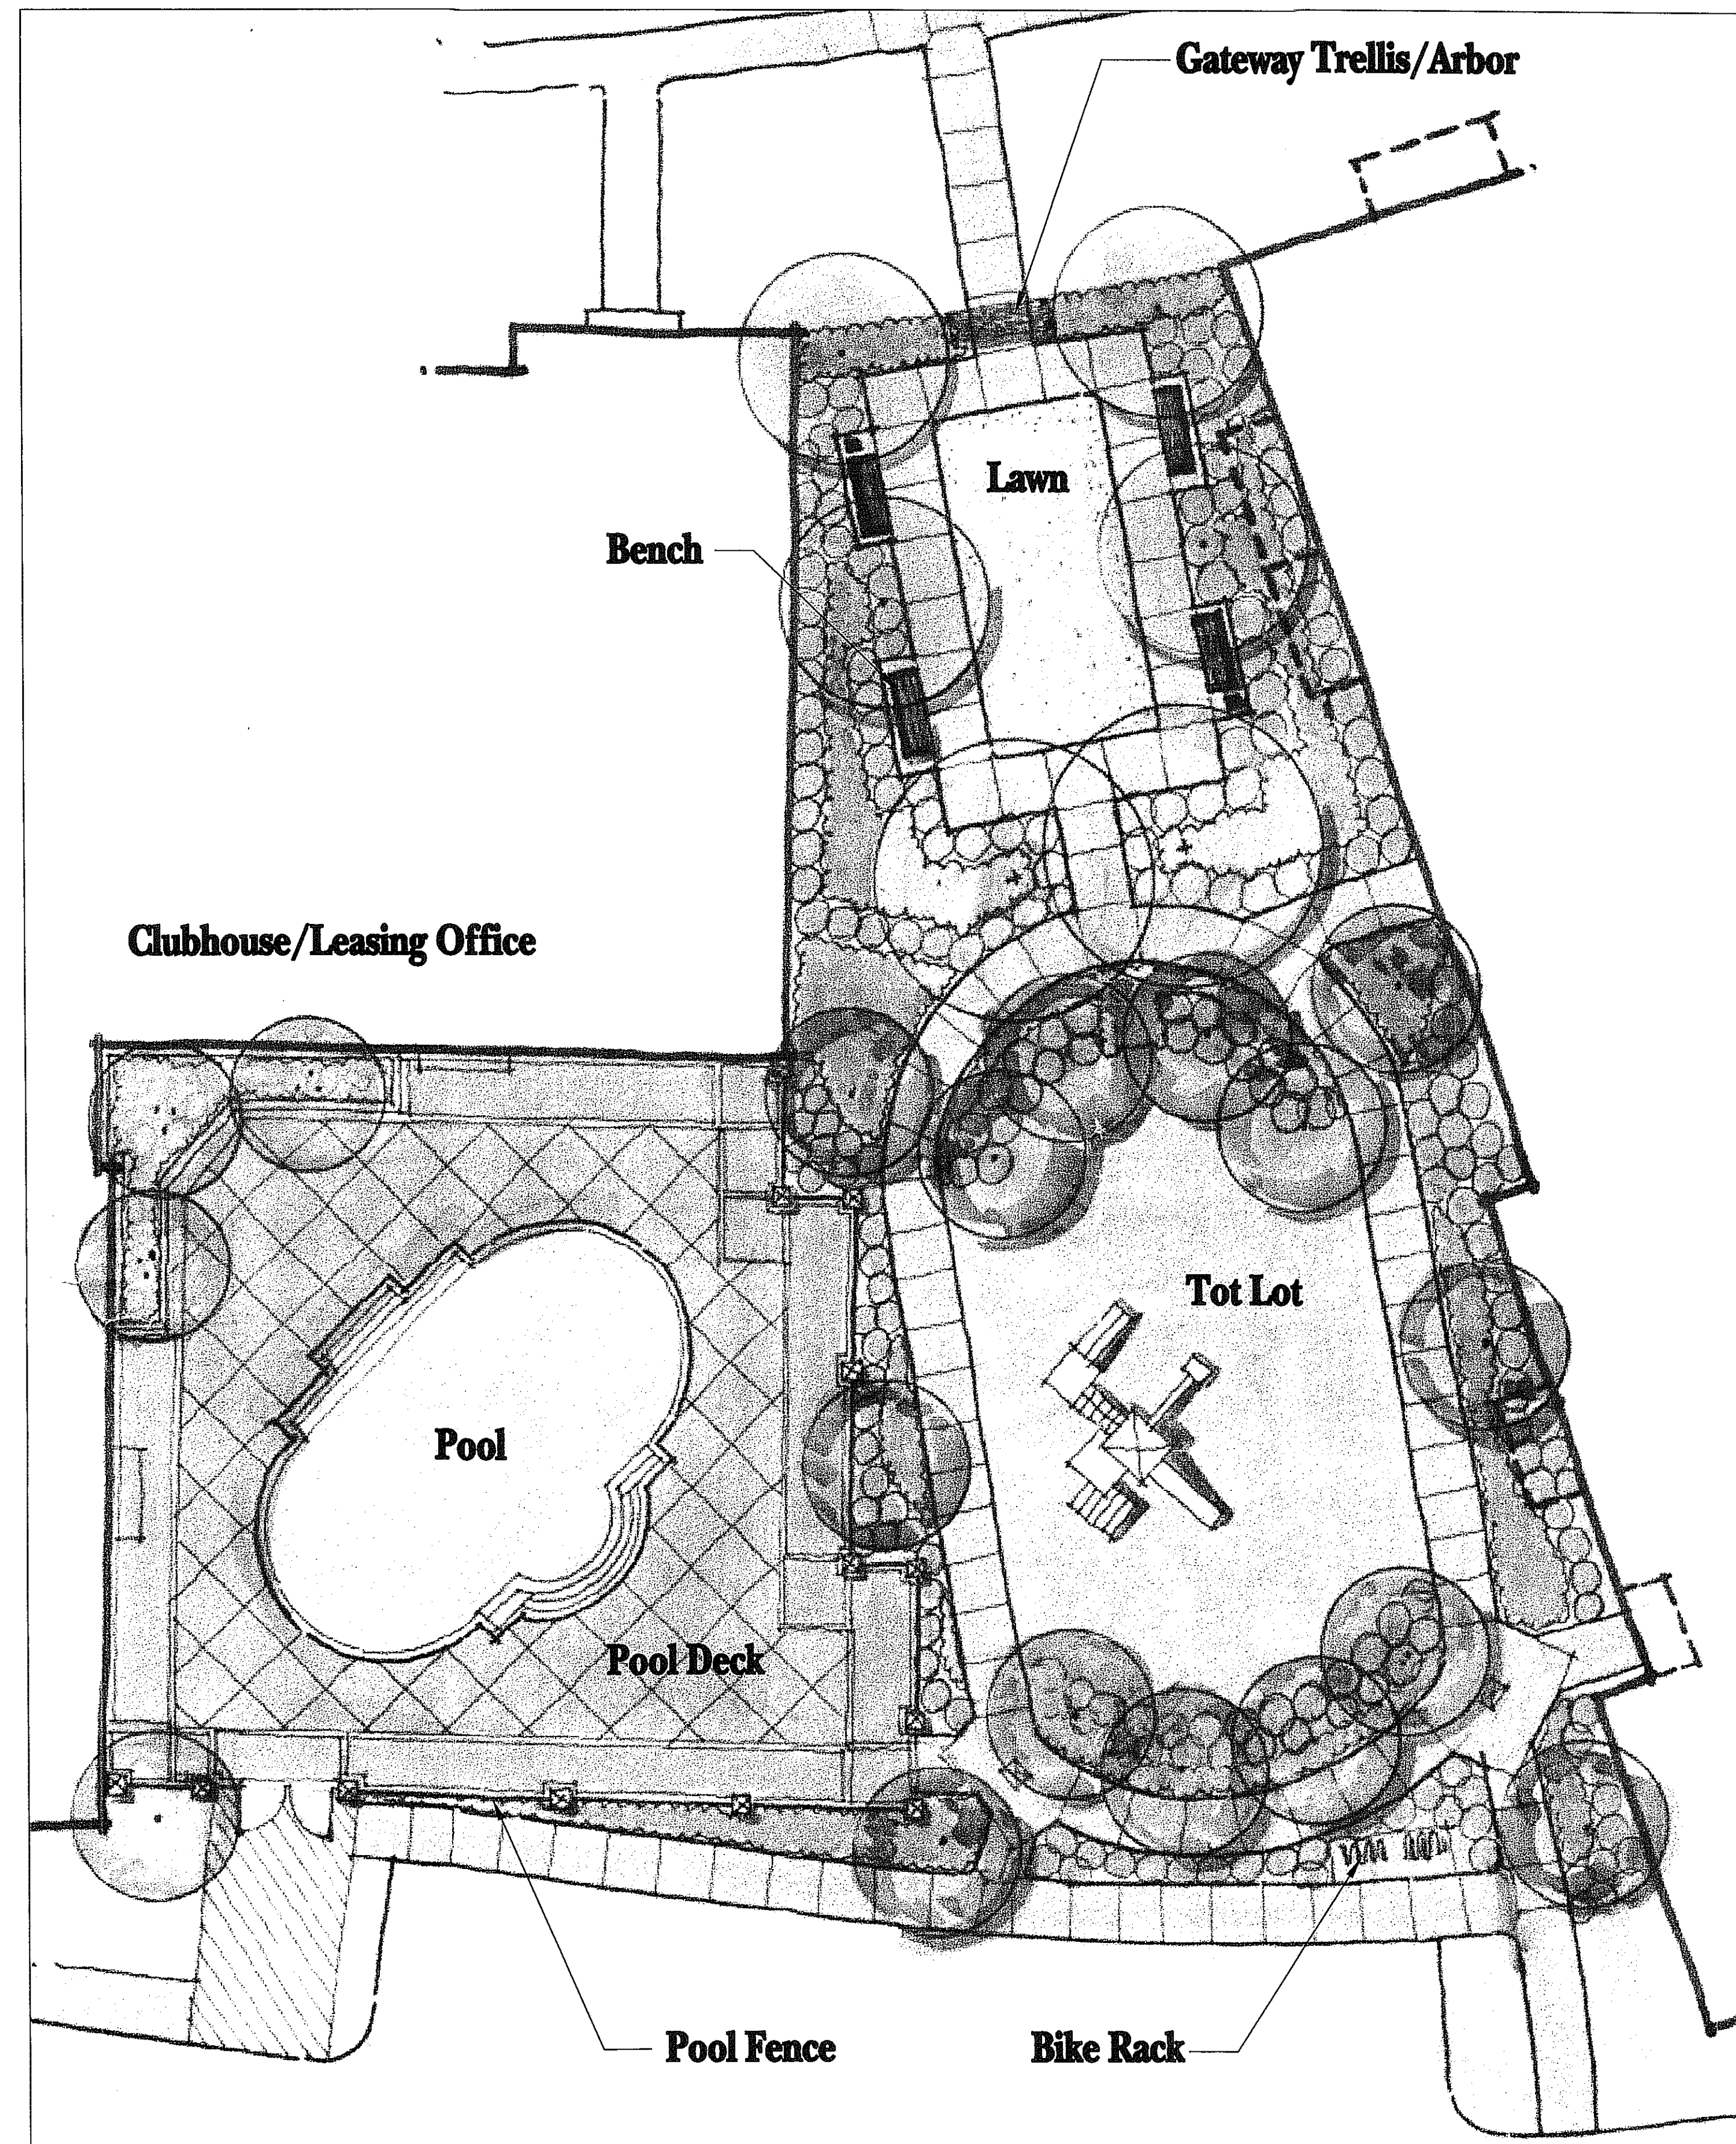 Gateway Trellis/Arbor
Lawn
Bench
Clubhouse/Leasing Office
Tot Lot
Pool
Pool Deck
Pool Fence
Bike Rack